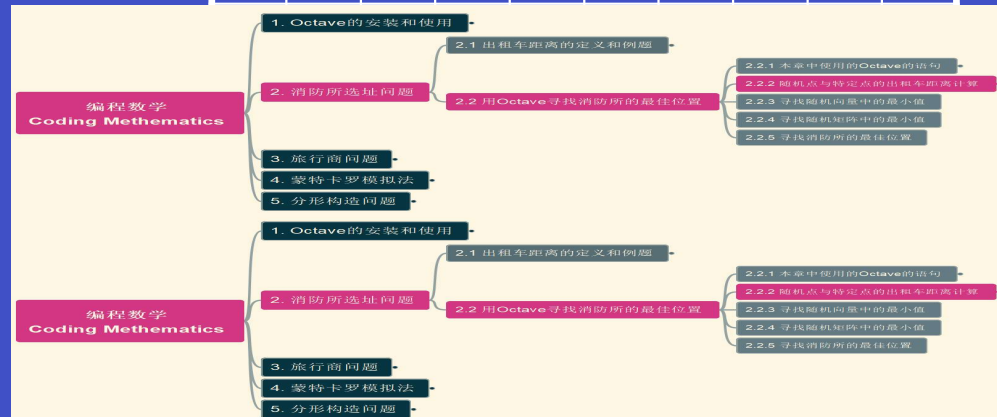 编程数学
Coding Methematics
1. Octave的安装和使用
2. 消防所选址问题
2.1 出租车距离的定义和例题
2.2 用Octave寻找消防所的最佳位置
2.2.1 本章中使用的Octave的语句
2.2.2 随机点与特定点的出租车距离计算
2.2.3 寻找随机向量中的最小值
2.2.4 寻找随机矩阵中的最小值
2.2.5 寻找消防所的最佳位置
3. 旅行商问题
4. 蒙特卡罗模拟法
5. 分形构造问题
编程数学
Coding Methematics
1. Octave的安装和使用
2. 消防所选址问题
2.1 出租车距离的定义和例题
2.2 用Octave寻找消防所的最佳位置
2.2.1 本章中使用的Octave的语句
2.2.2 随机点与特定点的出租车距离计算
2.2.3 寻找随机向量中的最小值
2.2.4 寻找随机矩阵中的最小值
2.2.5 寻找消防所的最佳位置
3. 旅行商问题
4. 蒙特卡罗模拟法
5. 分形构造问题